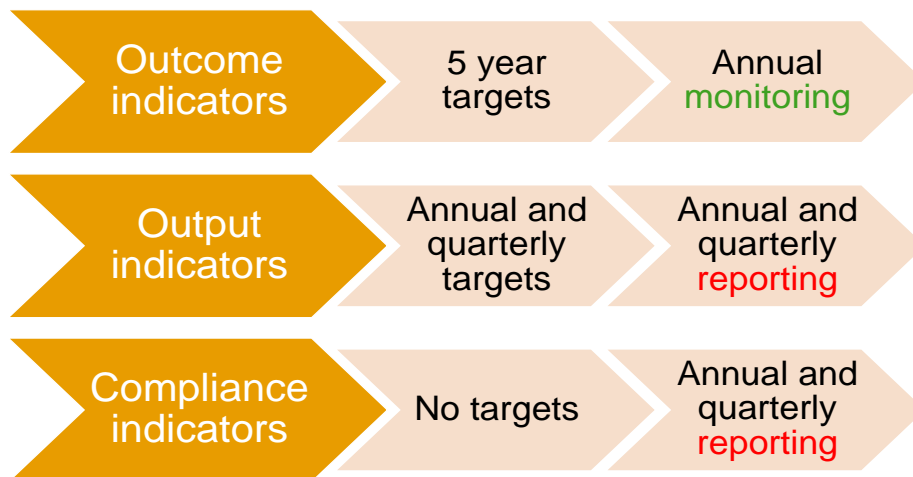 Outcome
indicators
5 year
targets
Annual
monitoring
Output
indicators
Annual and
quarterly
targets
Annual and
quarterly
reporting
Compliance
indicators
No targets
Annual and
quarterly
reporting